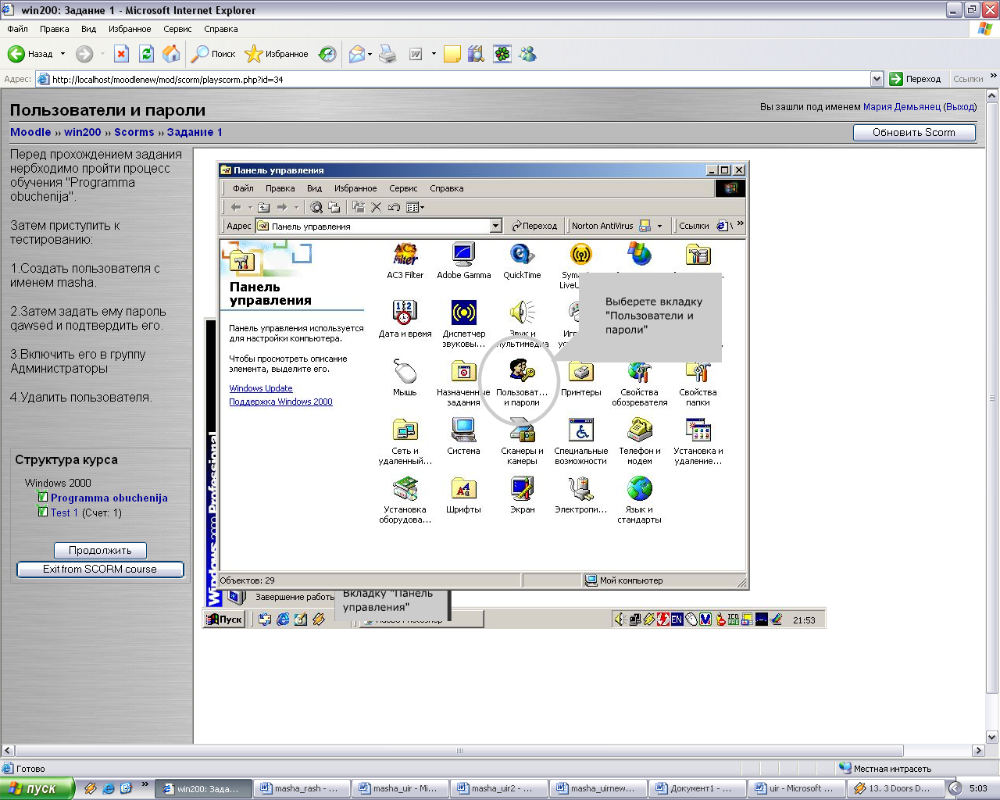 win200: Задание 1 - Microsoft Internet Explorer
Файл Правка Вид Избранное Сервис Справка
Назад Поиск Избранное
Адрес: http://localhost/moodlenew/mod/scorm/playscorm.php?id=34 Переход Ссылки »
Пользователи и пароли
Вы зашли под именем Мария Демьянец (Выход)
Moodle ›› win200 ›› Scorms ›› Задание 1
Обновить Scorm
Перед прохождением задания
нербходимо пройти процесс
обучения "Programma
obuchenija".
Затем приступить к
тестированию:
1.Создать пользователя с
именем masha.
2.Затем задать ему пароль
qawsed и подтвердить его.
3.Включить его в группу
Администраторы
4.Удалить пользователя.
Структура курса
Windows 2000
Programma obuchenija
Test 1 (Счет: 1)
Продолжить
Exit from SCORM course
Панель управления
Файл Правка Вид Избранное Сервис Справка
Адрес Панель управления Переход Norton AntiVirus Ссылки »
Панель
управления
Панель управления используется
для настройки компьютера.
Чтобы просмотреть описание
элемента, выделите его.
Windows Update
Поддержка Windows 2000
AC3 Filter
AC3 Filter Adobe Gamma QuickTime
Выберете вкладку
"Пользователи и
пароли"
Дата и время Диспетчер
звуковы... Звук и
мультимедиа
Мышь Назначенные
задания Пользоват...
и пароли Принтеры Свойства
обозревателя Свойства
папки
Сеть и
удаленный... Система Сканеры и
камеры Специальные
возможности Телефон и
модем Установка и
удаление...
Установка
оборудова... Шрифты Экран Электропи... Язык и
стандарты
Объектов: 29 Мой компьютер
Windows 2000 Professional
Завершение работы
Вкладку "Панель
управления"
Пуск Adobe Photoshop EN 21:53
Готово Местная интрасеть
пуск » win200: Зада... masha_rash - ... masha_uir - Mi... masha_uir2 - ... masha_uirnew... Документ1 - ... uir - Microsoft ... 13. 3 Doors D... 5:03